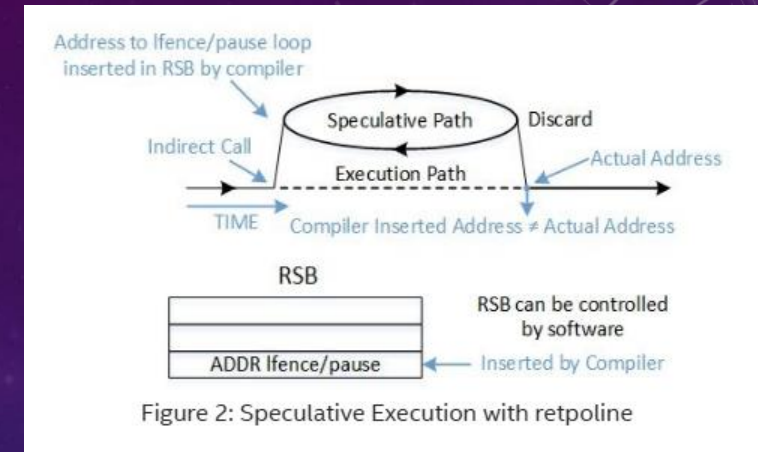 Address to lfence/pause loop
inserted in RSB by compiler
Speculative Path
Discard
Indirect Call
Execution Path
Actual Address
TIME
Compiler Inserted Address ≠ Actual Address
RSB
RSB can be controlled
by software
ADDR lfence/pause
Inserted by Compiler
Figure 2: Speculative Execution with retpoline